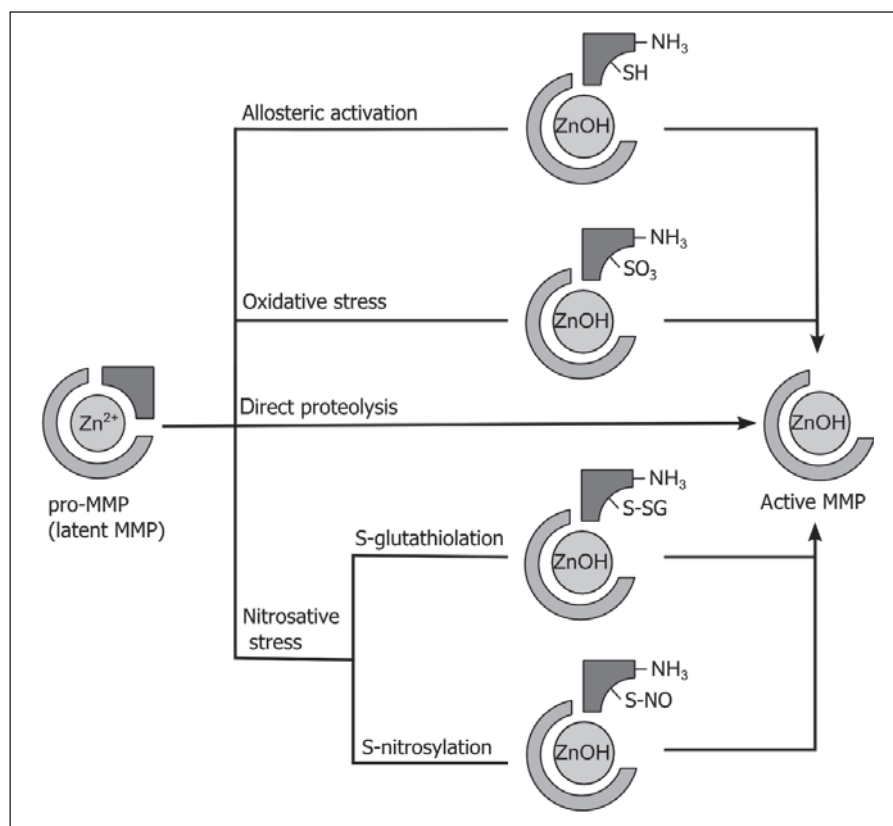 NH₃
SH
Allosteric activation
ZnOH
NH₃
SO₃
Oxidative stress
ZnOH
Zn²⁺
Direct proteolysis
ZnOH
pro-MMP
(latent MMP)
Active MMP
NH₃
S-SG
S-glutathiolation
ZnOH
Nitrosative
stress
NH₃
S-NO
S-nitrosylation
ZnOH